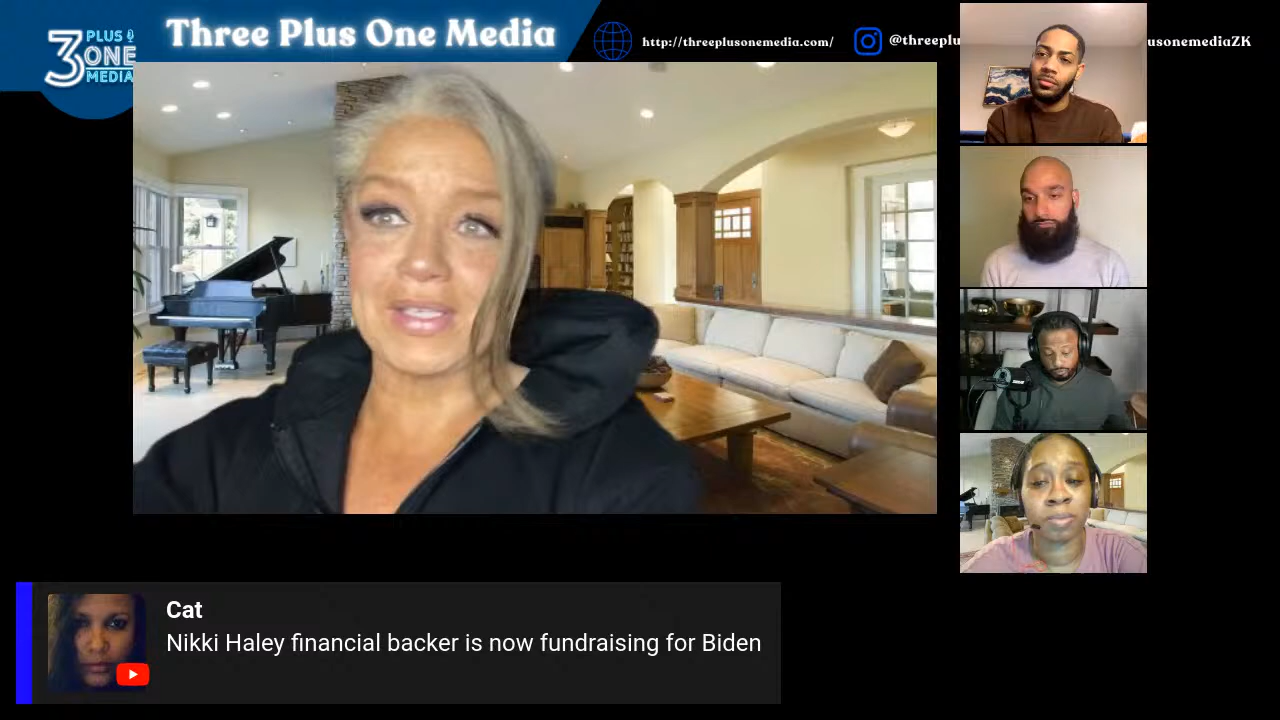 3 PLUS
ONE
MEDIA
Three Plus One Media
http://threeplusonemedia.com/
@threeplu
usonemediaZK
Cat
Nikki Haley financial backer is now fundraising for Biden